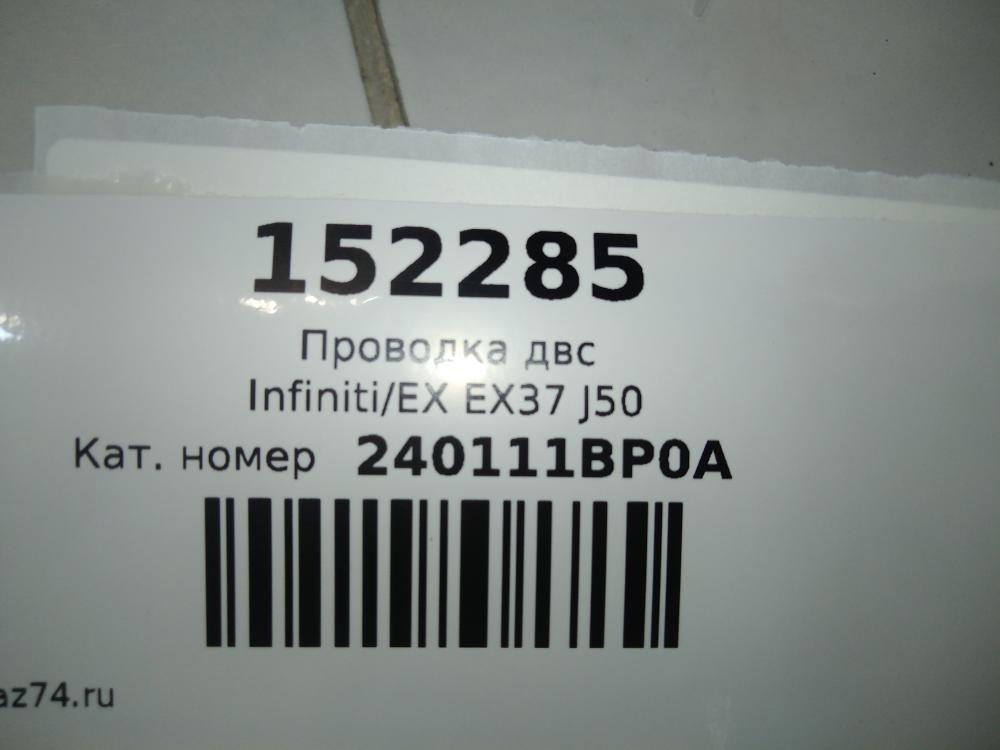 152285
Проводка двс
Infiniti/EX EX37 J50
Кат. номер 240111BP0A
az74.ru